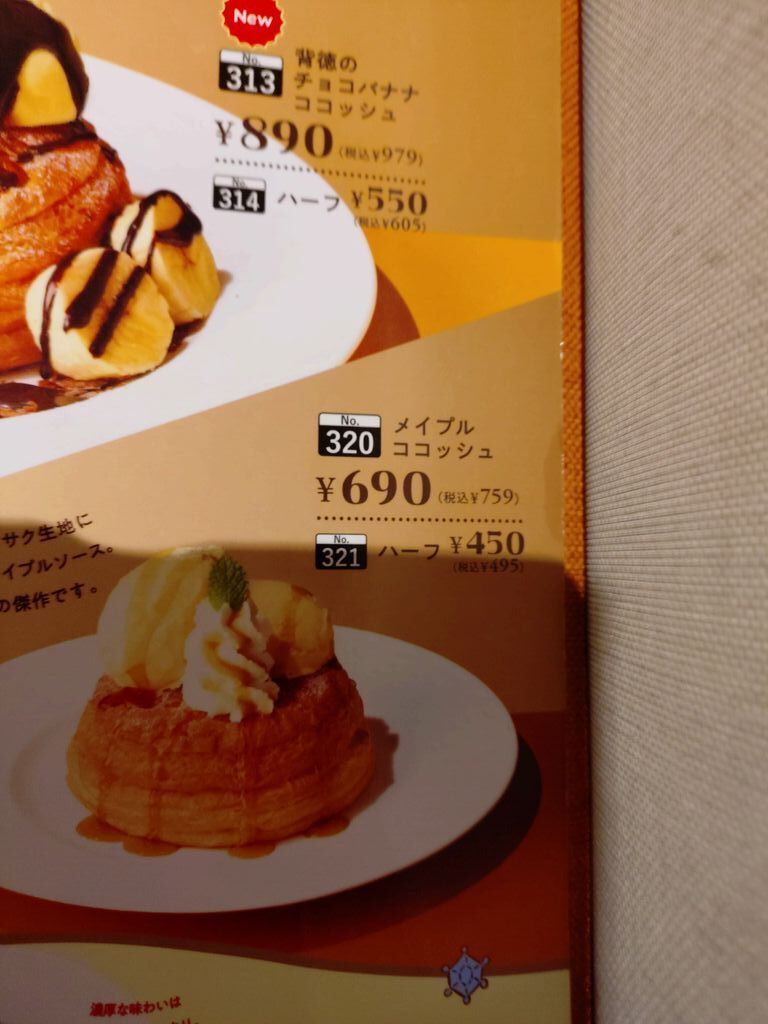 New
No.
313
背徳の
チョコバナナ
ココッシュ
¥890(税込¥979)
No.
314 ハーフ ¥550
(税込¥605)
No.
320
メイプル
ココッシュ
¥690(税込¥759)
No.
321 ハーフ ¥450
(税込¥495)
サク生地に
イプルソース。
の傑作です。
濃厚な味わいは